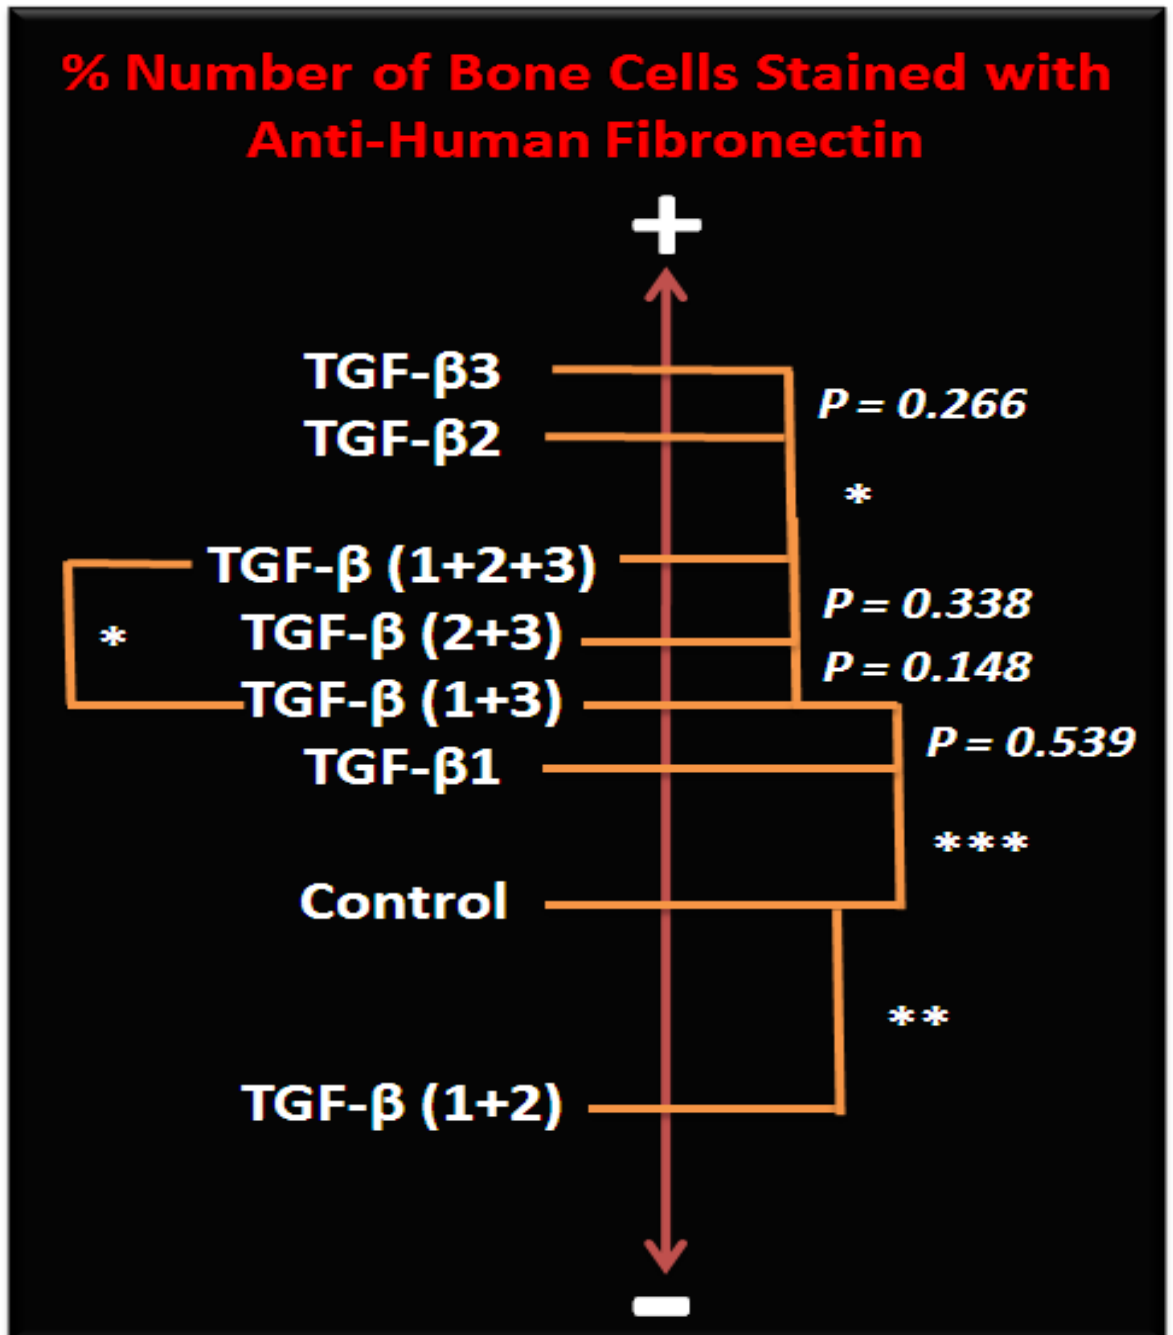 % Number of Bone Cells Stained with
Anti-Human Fibronectin
+
TGF-β3
P = 0.266
TGF-β2
*
TGF-β (1+2+3)
P = 0.338
* TGF-β (2+3)
P = 0.148
TGF-β (1+3)
P = 0.539
TGF-β1
***
Control
**
TGF-β (1+2)
-